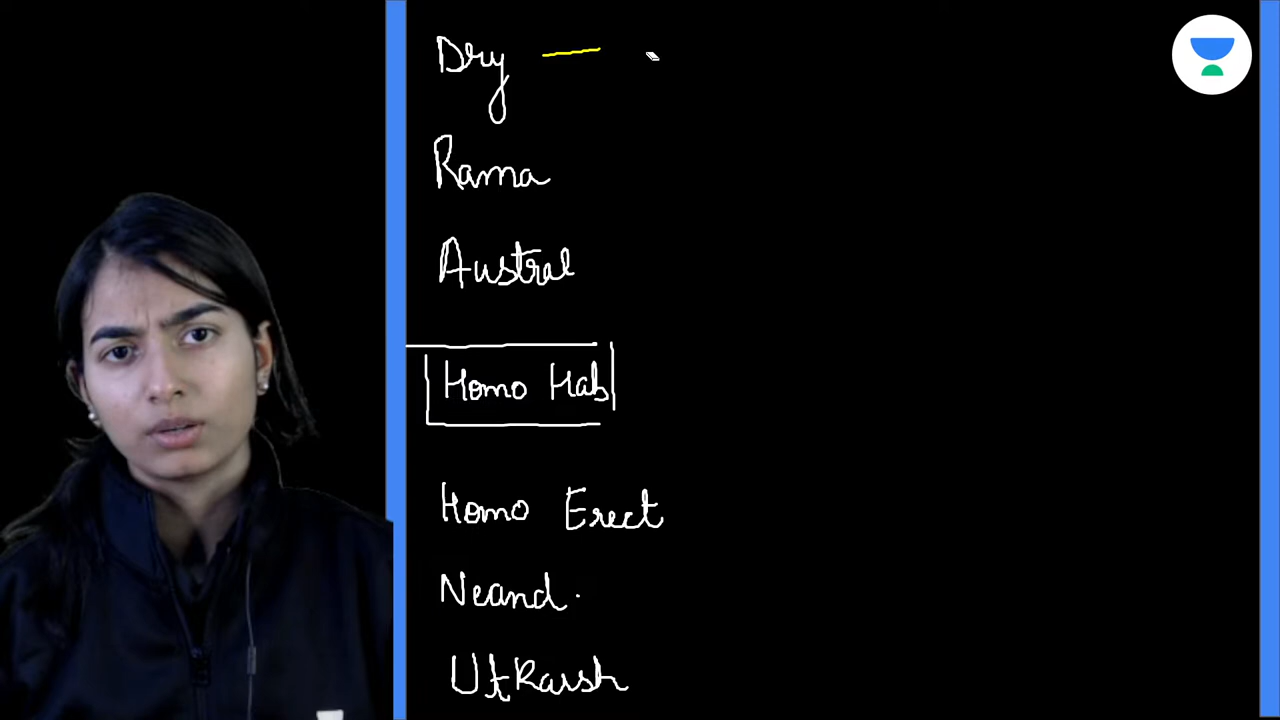 Dry —
Rama
Austral
Homo Hab
Homo Erect
Neand.
UtKarsh